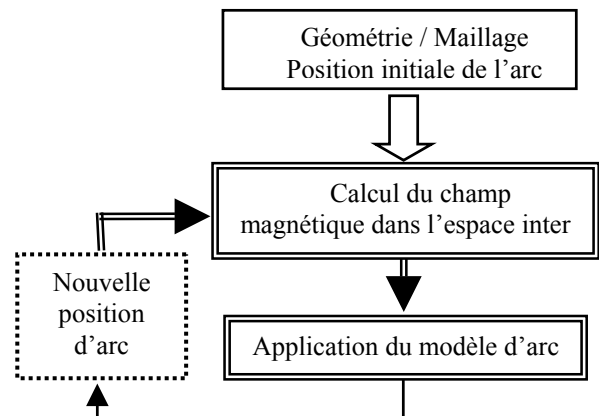 Géométrie / Maillage
Position initiale de l'arc
Calcul du champ
magnétique dans l'espace inter
Nouvelle
position
d'arc
Application du modèle d'arc